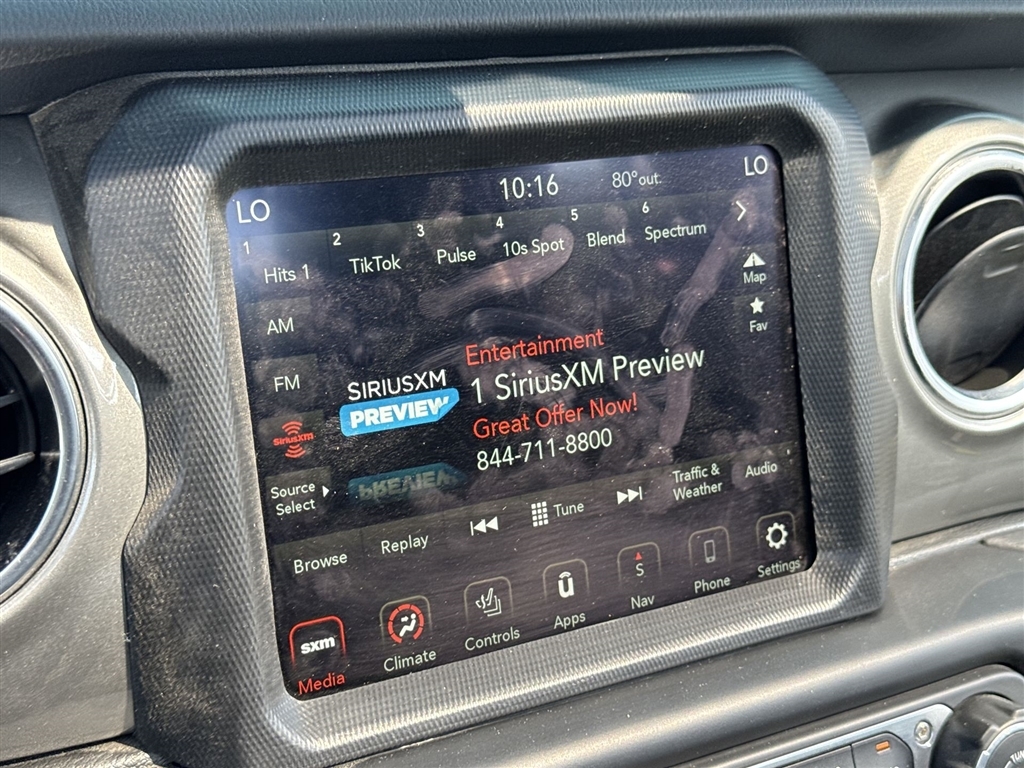 LO
10:16
80°out.
LO
1
Hits 1
2
TikTok
3
Pulse
4
10s Spot
5
Blend
6
Spectrum
AM
FM
SiriusXM
Source
Select
SIRIUSXM
PREVIEW
PREVIEW
Entertainment
1 SiriusXM Preview
Great Offer Now!
844-711-8800
Map
Fav
Browse
Replay
Tune
Traffic &
Weather
Audio
sxm
Media
Climate
Controls
u
Apps
S
Nav
Phone
Settings